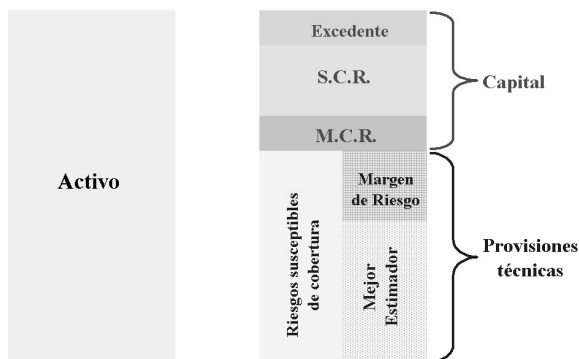 Excedente
S.C.R.
Capital
M.C.R.
Activo
Margen
de Riesgo
Riesgos susceptibles
de cobertura
Mejor
Estimador
Provisiones
técnicas